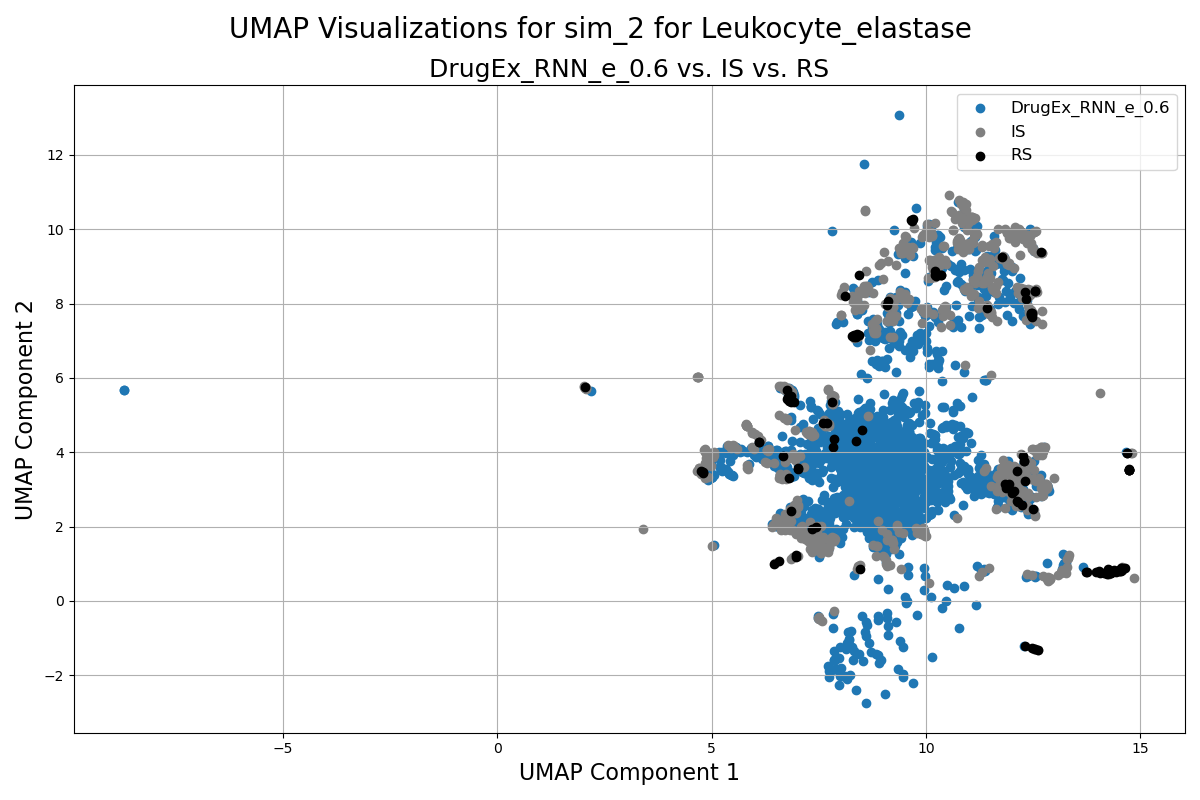 UMAP Visualizations for sim_2 for Leukocyte_elastase
DrugEx_RNN_e_0.6 vs. IS vs. RS
DrugEx_RNN_e_0.6
IS
RS
UMAP Component 2
12
10
8
6
4
2
0
−2
−5
0
5
10
15
UMAP Component 1